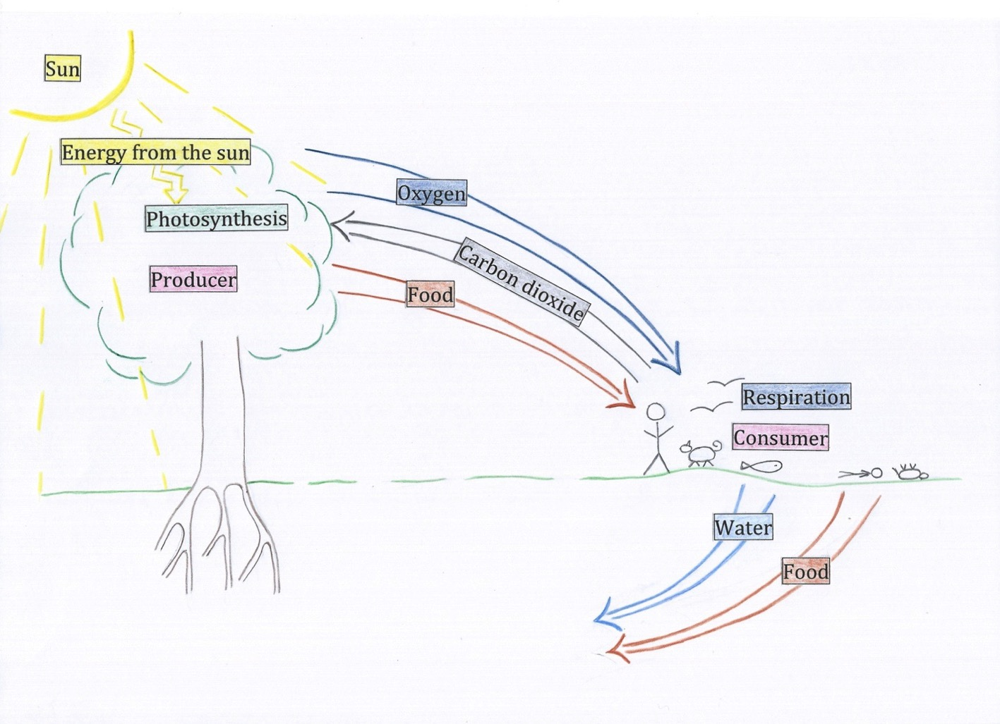 Sun
Energy from the sun
Photosynthesis
Producer
Oxygen
Carbon dioxide
Food
Respiration
Consumer
Water
Food